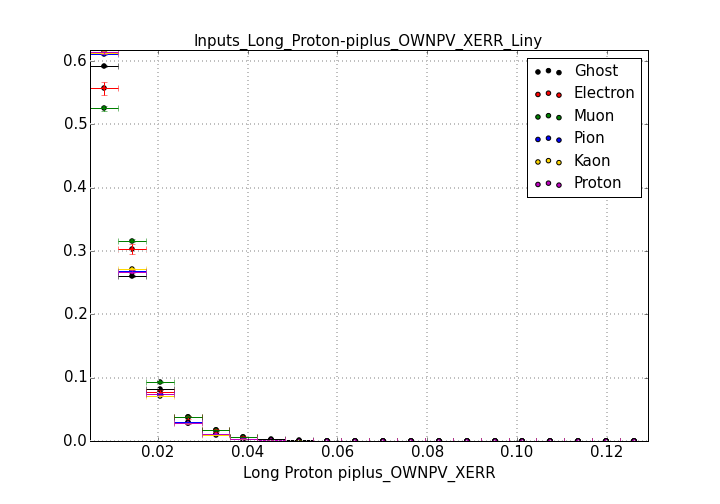 Inputs_Long_Proton-piplus_OWNPV_XERR_Liny
0.6
0.5
0.4
0.3
0.2
0.1
0.0
Ghost
Electron
Muon
Pion
Kaon
Proton
0.02 0.04 0.06 0.08 0.10 0.12
Long Proton piplus_OWNPV_XERR